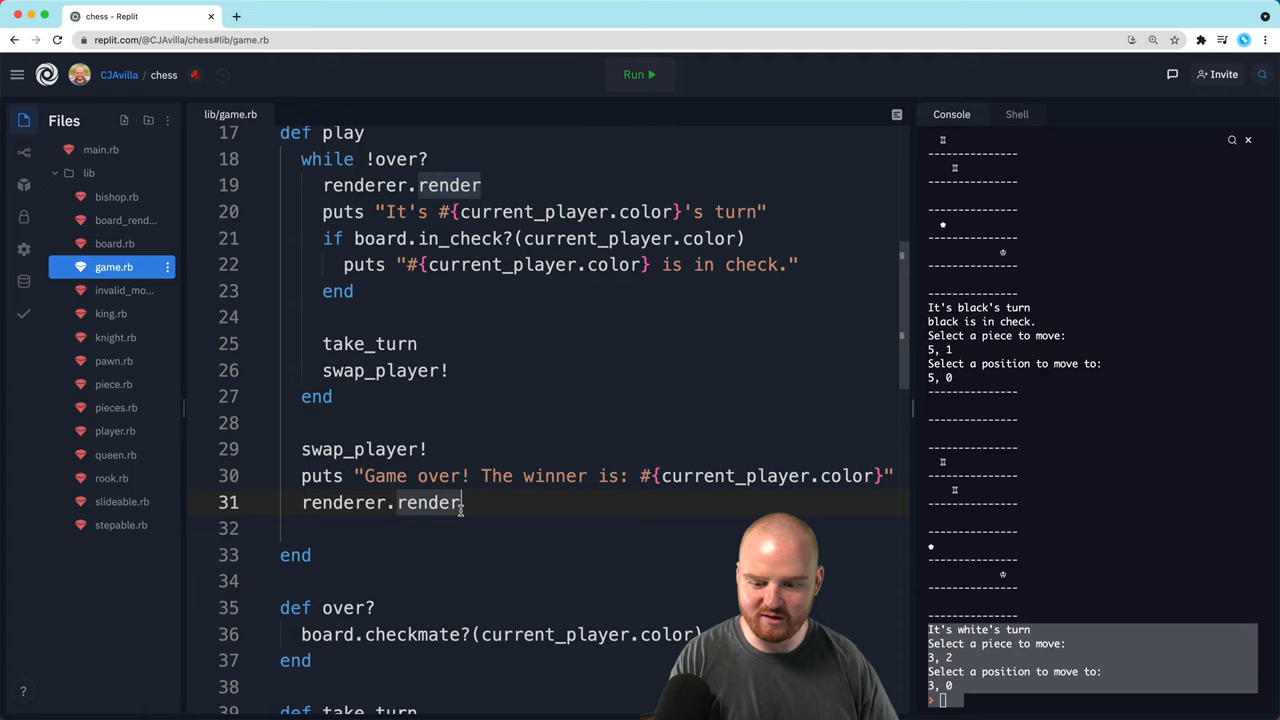 chess - Replit
replit.com/@CJAvilla/chess#lib/game.rb
CJAvilla / chess
Run
Invite
Files
main.rb
lib
bishop.rb
board_rend...
board.rb
game.rb
invalid_mo...
king.rb
knight.rb
pawn.rb
piece.rb
pieces.rb
player.rb
queen.rb
rook.rb
slideable.rb
stepable.rb
?
lib/game.rb
17 def play
18 while !over?
19 renderer.render
20 puts "It's #{current_player.color}'s turn"
21 if board.in_check?(current_player.color)
22 puts "#{current_player.color} is in check."
23 end
24
25 take_turn
26 swap_player!
27 end
28
29 swap_player!
30 puts "Game over! The winner is: #{current_player.color}"
31 renderer.render
32
33 end
34
35 def over?
36 board.checkmate?(current_player.color)
37 end
38
39 def take_turn
Console Shell
♖
---------------
♖
---------------
---------------
♚
---------------
♔
---------------
---------------
It's black's turn
black is in check.
Select a piece to move:
5, 1
Select a position to move to:
5, 0
---------------
---------------
♖
---------------
♖
---------------
---------------
♚
---------------
♔
---------------
---------------
It's white's turn
Select a piece to move:
3, 2
Select a position to move to:
3, 0
>